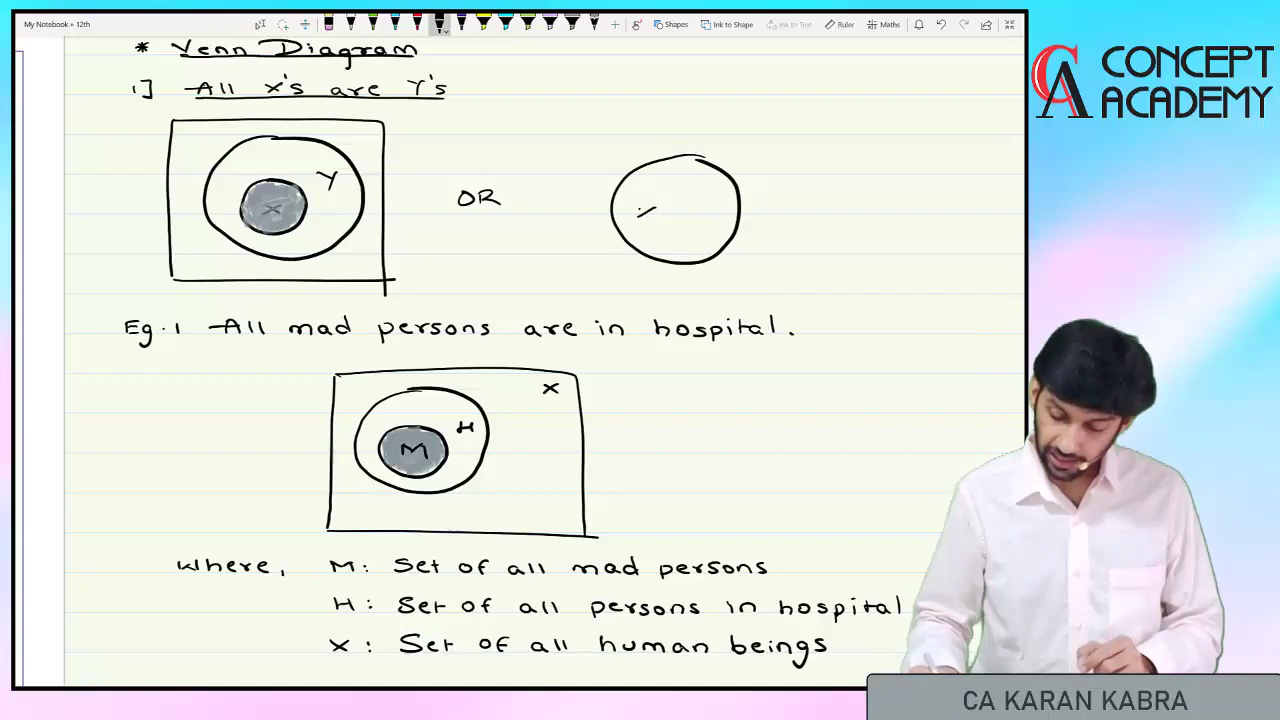 My Notebook > 12th
Shapes
Ink to Shape
Ink to Text
Ruler
Maths
* Venn Diagram
1] All X's are Y's
Y
X
OR
Eg.1 All mad persons are in hospital.
X
H
M
Where, M: Set of all mad persons
H: Set of all persons in hospital
X: Set of all human beings
CONCEPT
ACADEMY
CA KARAN KABRA